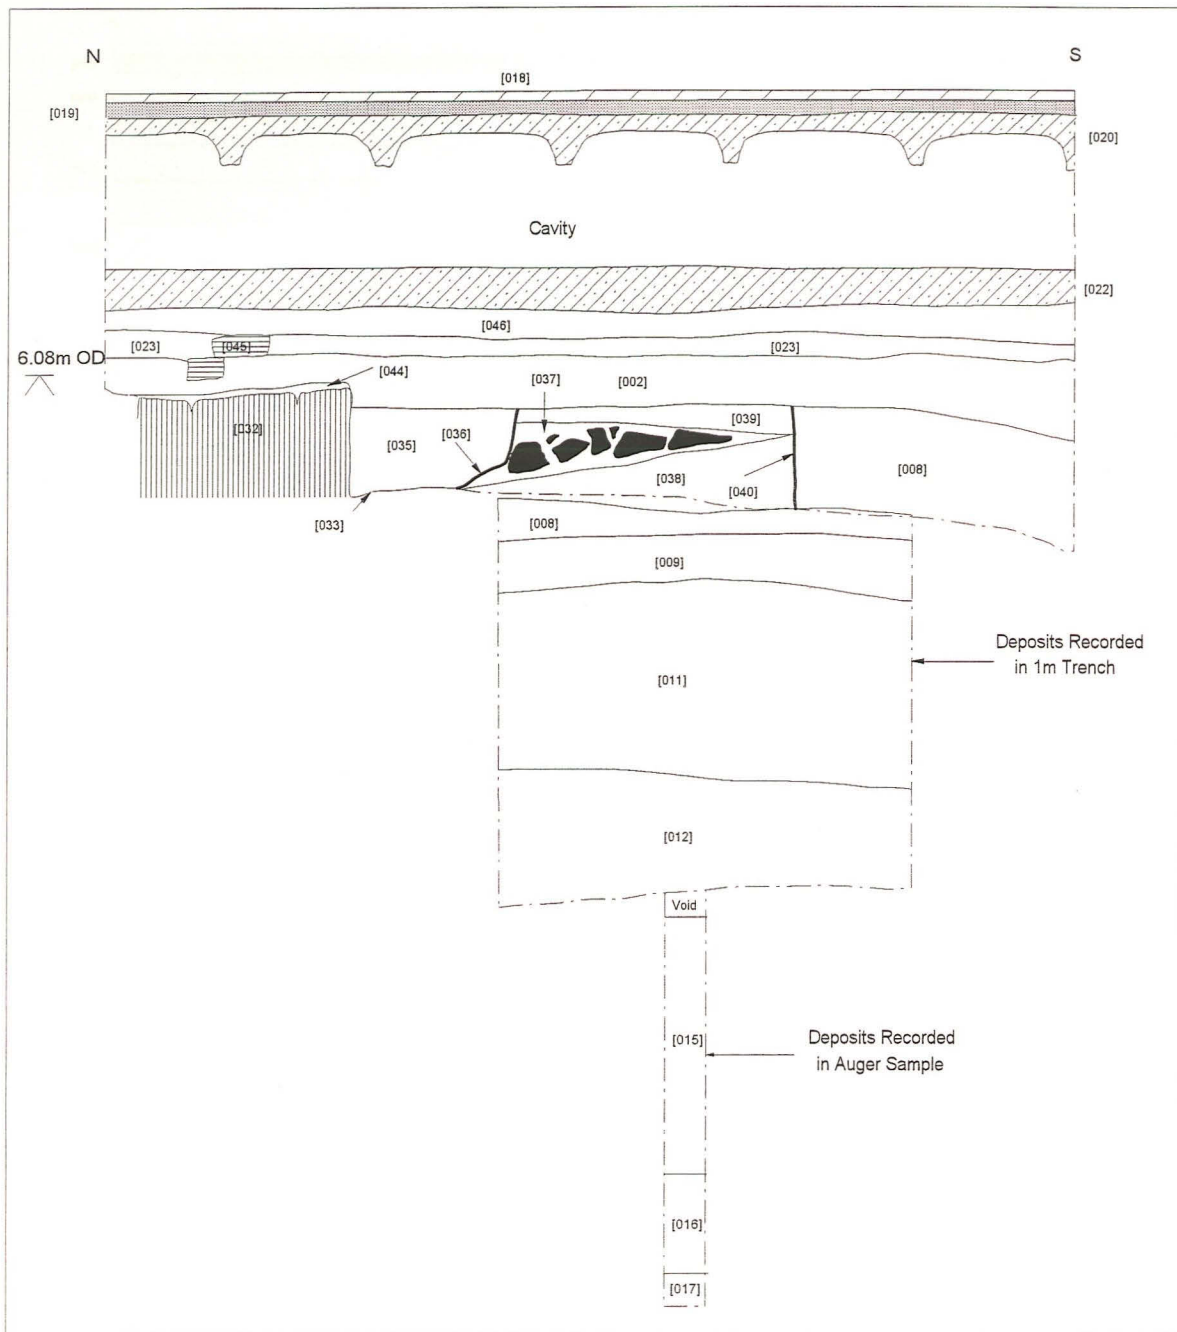 N
S
[018]
[019]
[020]
Cavity
[022]
[046]
[023]
[045]
[023]
6.08m OD
[044]
[037]
[002]
[039]
[032]
[035]
[036]
[008]
[038]
[040]
[033]
[008]
[009]
Deposits Recorded
in 1m Trench
[011]
[012]
Void
[015]
Deposits Recorded
in Auger Sample
[016]
[017]